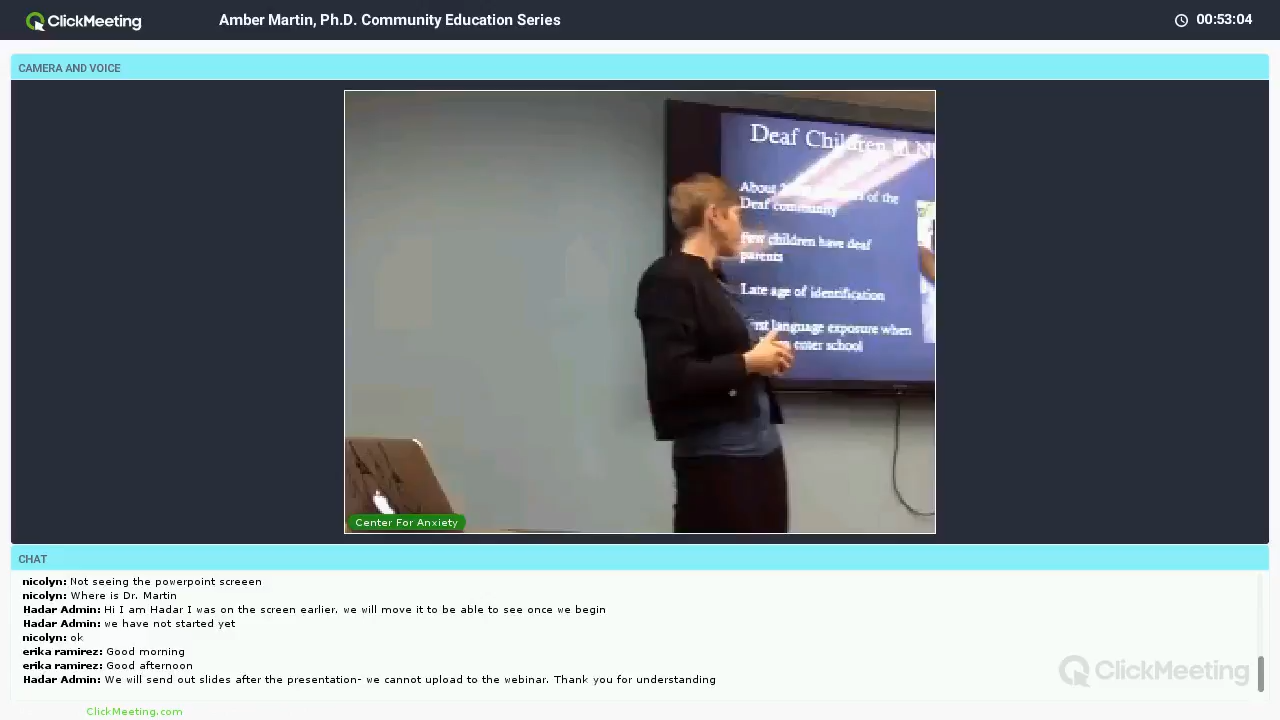 ClickMeeting
Amber Martin, Ph.D. Community Education Series
00:53:04
CAMERA AND VOICE
Deaf Children
About of the
Deaf community
Few children have deaf
parents
Late age of identification
language exposure when
enter school
Center For Anxiety
CHAT
nicolyn: Not seeing the powerpoint screeen
nicolyn: Where is Dr. Martin
Hadar Admin: Hi I am Hadar I was on the screen earlier. we will move it to be able to see once we begin
Hadar Admin: we have not started yet
nicolyn: ok
erika ramirez: Good morning
erika ramirez: Good afternoon
Hadar Admin: We will send out slides after the presentation- we cannot upload to the webinar. Thank you for understanding
ClickMeeting
ClickMeeting.com